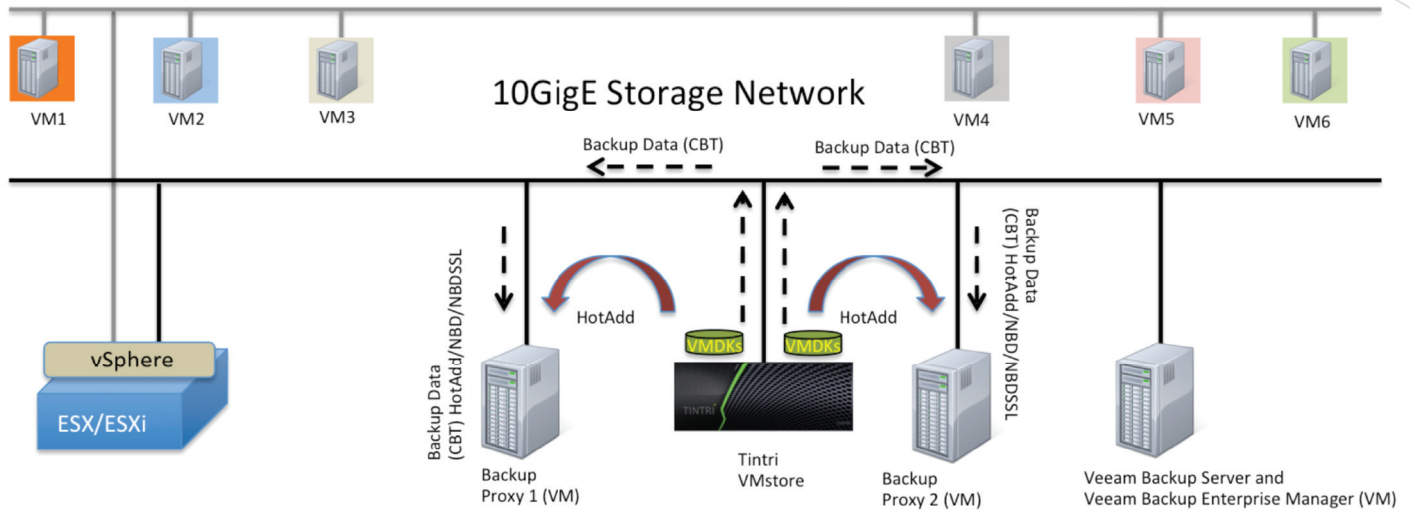 VM1
VM2
VM3
VM4
VM5
VM6
10GigE Storage Network
Backup Data (CBT)
Backup Data (CBT)
Backup Data
(CBT) HotAdd/NBD/NBDSSL
HotAdd
HotAdd
Backup Data
(CBT) HotAdd/NBD/NBDSSL
VMDKs
VMDKs
vSphere
ESX/ESXi
TINTRI
Backup
Proxy 1 (VM)
Tintri
VMstore
Backup
Proxy 2 (VM)
Veeam Backup Server and
Veeam Backup Enterprise Manager (VM)